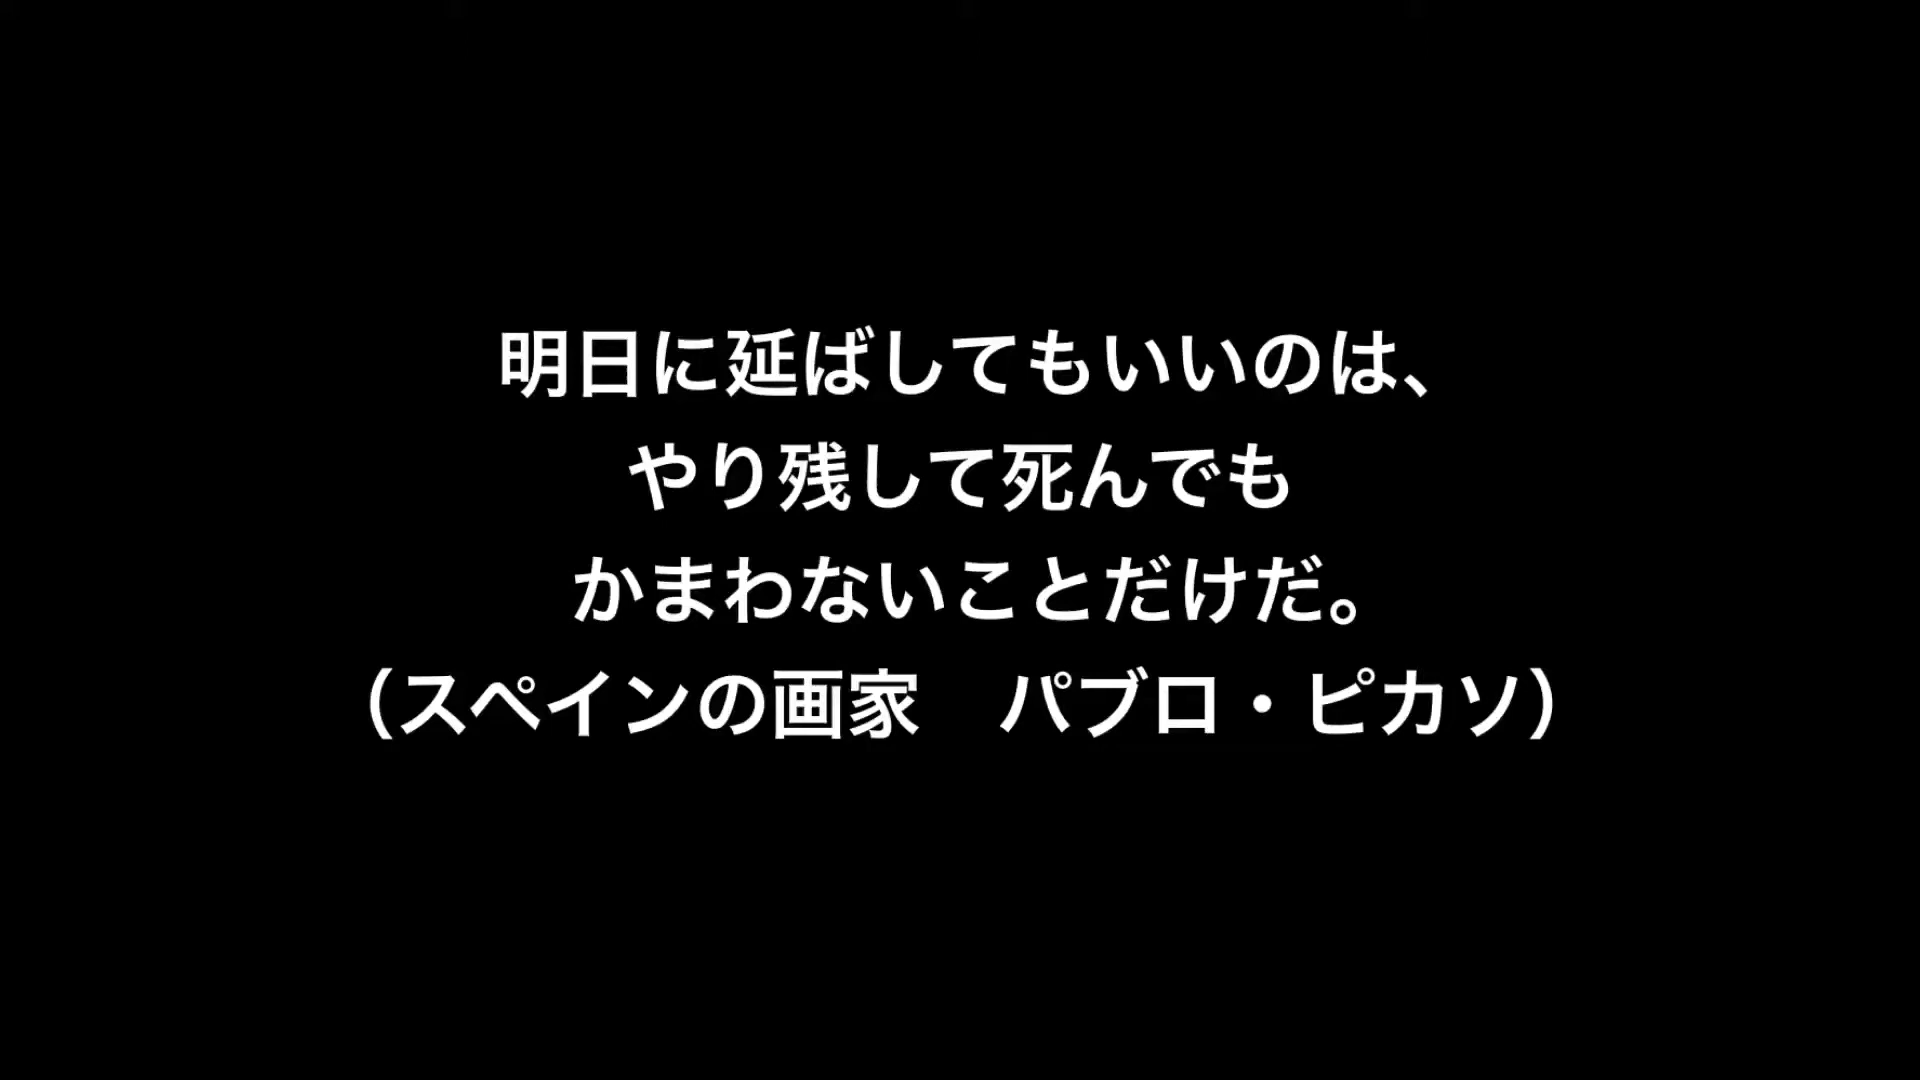 明日に延ばしてもいいのは、
やり残して死んでも
かまわないことだけだ。
（スペインの画家　パブロ・ピカソ）